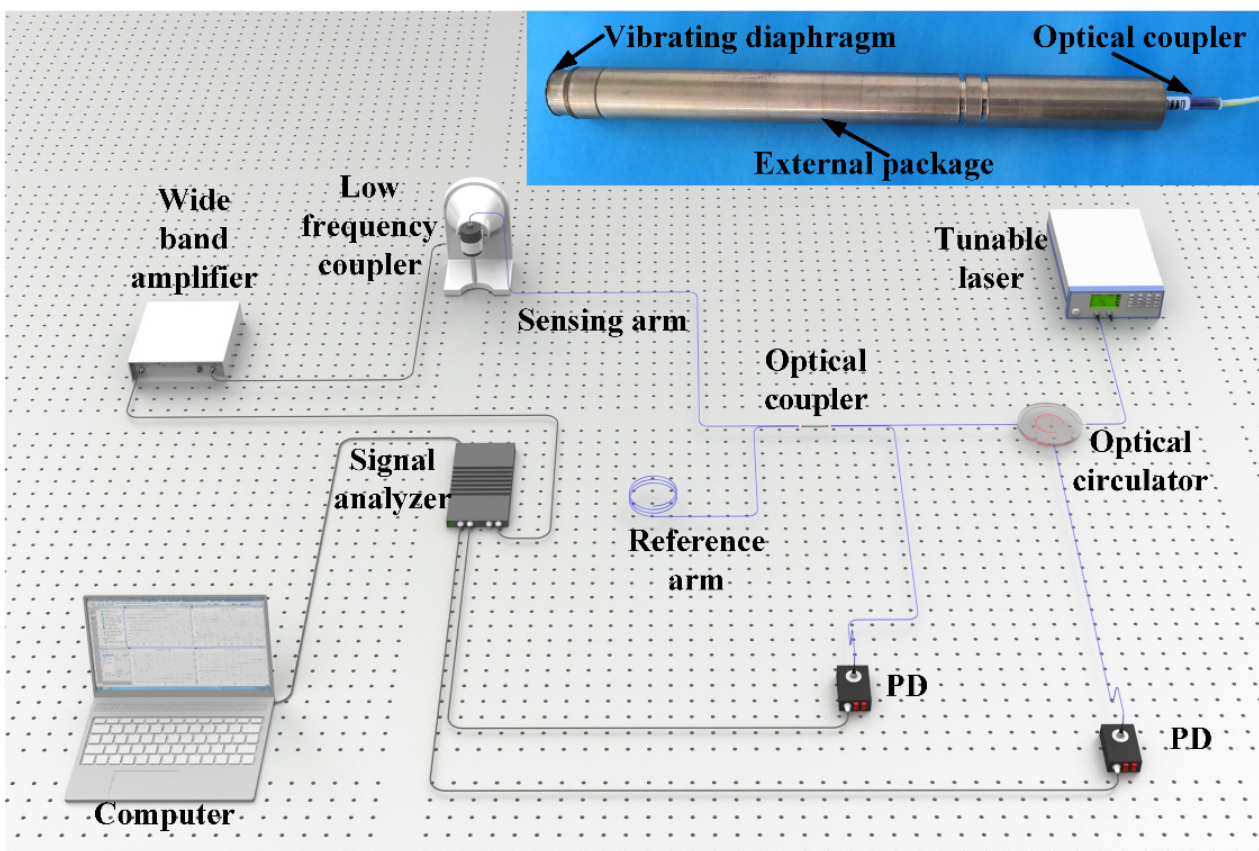 Vibrating diaphragm
Optical coupler
External package
Wide
band
amplifier
Low
frequency
coupler
Tunable
laser
Sensing arm
Optical
coupler
Optical
circulator
Signal
analyzer
Reference
arm
PD
PD
Computer